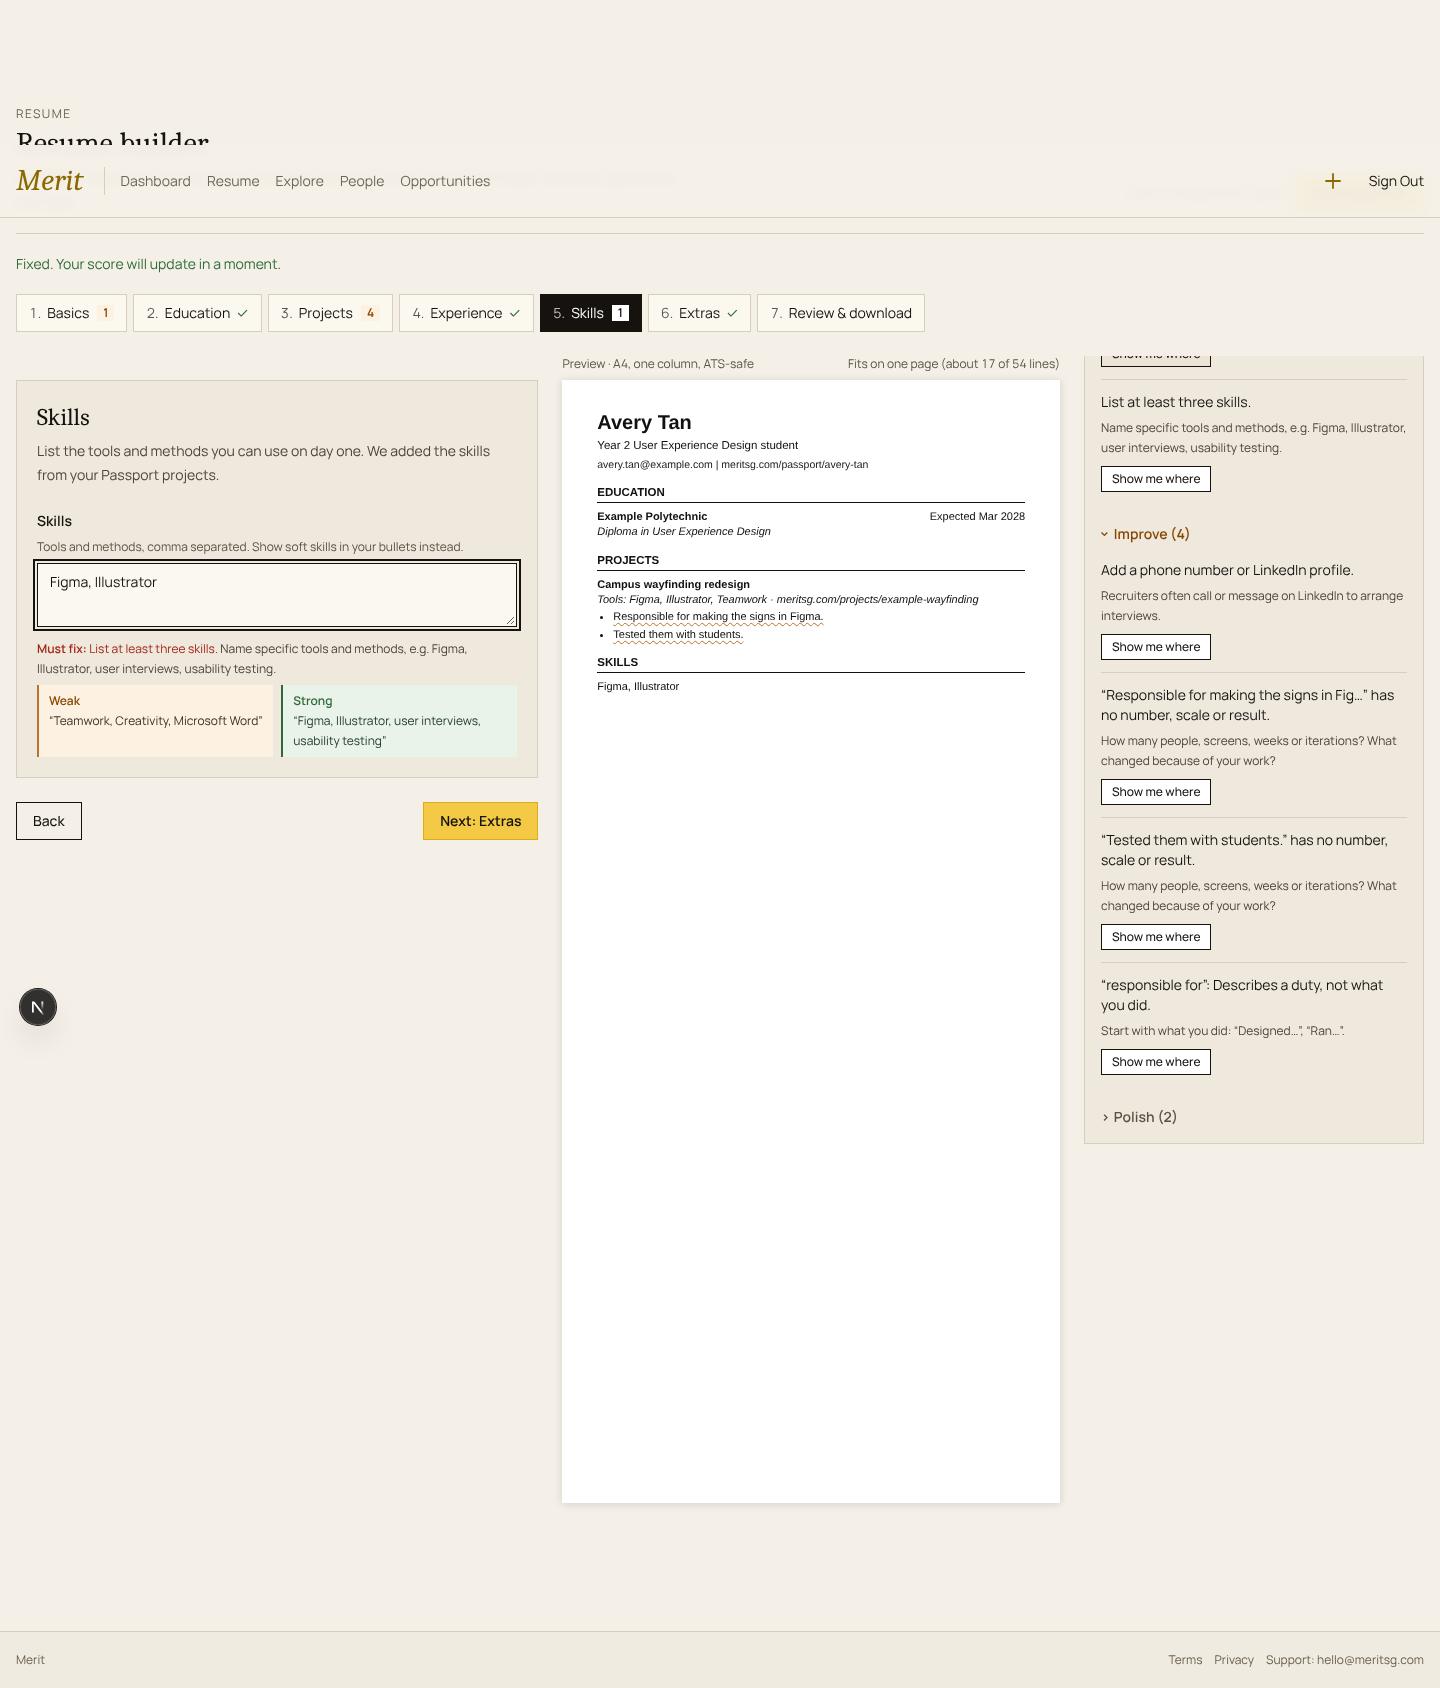 RESUME
Resume builder
Merit
Dashboard Resume Explore People Opportunities
Sign Out
Fixed. Your score will update in a moment.
1. Basics 1
2. Education
3. Projects 4
4. Experience
5. Skills 1
6. Extras
7. Review & download
Skills
List the tools and methods you can use on day one. We added the skills
from your Passport projects.
Skills
Tools and methods, comma separated. Show soft skills in your bullets instead.
Figma, Illustrator
Must fix: List at least three skills. Name specific tools and methods, e.g. Figma,
Illustrator, user interviews, usability testing.
Weak
“Teamwork, Creativity, Microsoft Word”
Strong
“Figma, Illustrator, user interviews,
usability testing”
Back
Next: Extras
N
Preview · A4, one column, ATS-safe
Fits on one page (about 17 of 54 lines)
Avery Tan
Year 2 User Experience Design student
avery.tan@example.com | meritsg.com/passport/avery-tan
EDUCATION
Example Polytechnic Expected Mar 2028
Diploma in User Experience Design
PROJECTS
Campus wayfinding redesign
Tools: Figma, Illustrator, Teamwork · meritsg.com/projects/example-wayfinding
• Responsible for making the signs in Figma.
• Tested them with students.
SKILLS
Figma, Illustrator
Show me where
List at least three skills.
Name specific tools and methods, e.g. Figma, Illustrator,
user interviews, usability testing.
Show me where
Improve (4)
Add a phone number or LinkedIn profile.
Recruiters often call or message on LinkedIn to arrange
interviews.
Show me where
“Responsible for making the signs in Fig…” has
no number, scale or result.
How many people, screens, weeks or iterations? What
changed because of your work?
Show me where
“Tested them with students.” has no number,
scale or result.
How many people, screens, weeks or iterations? What
changed because of your work?
Show me where
“responsible for”: Describes a duty, not what
you did.
Start with what you did: “Designed…”, “Ran…”.
Show me where
Polish (2)
Merit
Terms Privacy Support: hello@meritsg.com